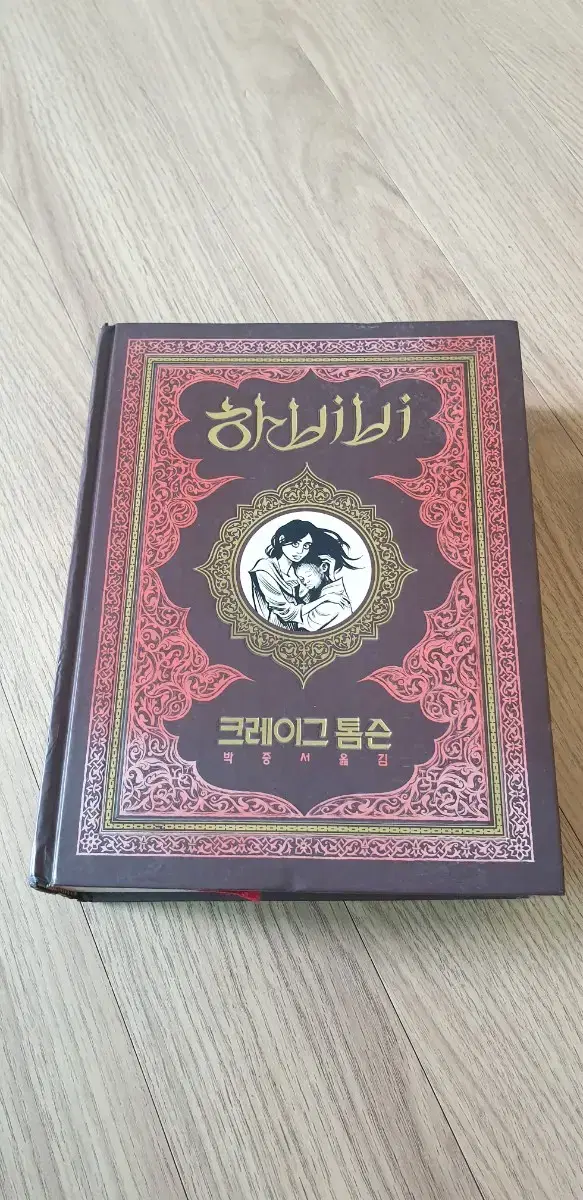 하비비
크레이그 톰슨
박중서 옮김